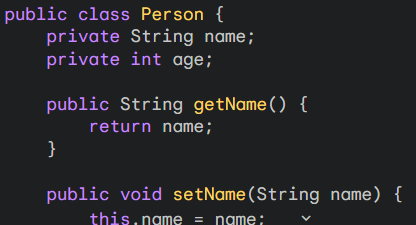 public class Person {
    private String name;
    private int age;

    public String getName() {
        return name;
    }

    public void setName(String name) {
        this.name = name;